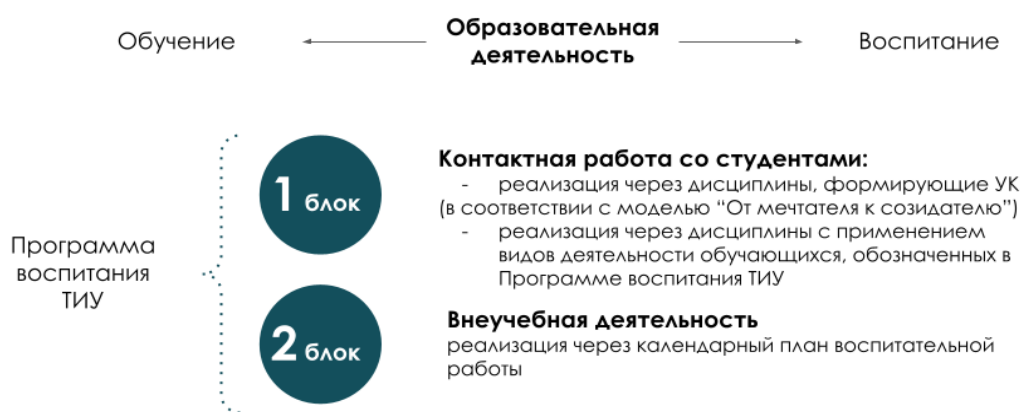 Обучение
Образовательная
деятельность
Воспитание
Программа
воспитания
ТИУ
1 блок
Контактная работа со студентами:
- реализация через дисциплины, формирующие УК
(в соответствии с моделью “От мечтателя к созидателю”)
- реализация через дисциплины с применением
видов деятельности обучающихся, обозначенных в
Программе воспитания ТИУ
2 блок
Внеучебная деятельность
реализация через календарный план воспитательной
работы